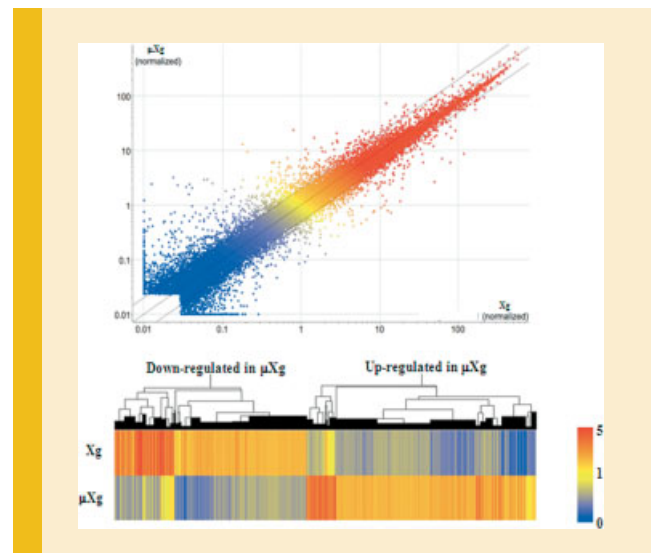 μXg
(normalized)
100
10
1
0.1
0.01
0.01 0.1 1 10 100
Xg
(normalized)
Down-regulated in μXg Up-regulated in μXg
Xg
μXg
5
1
0